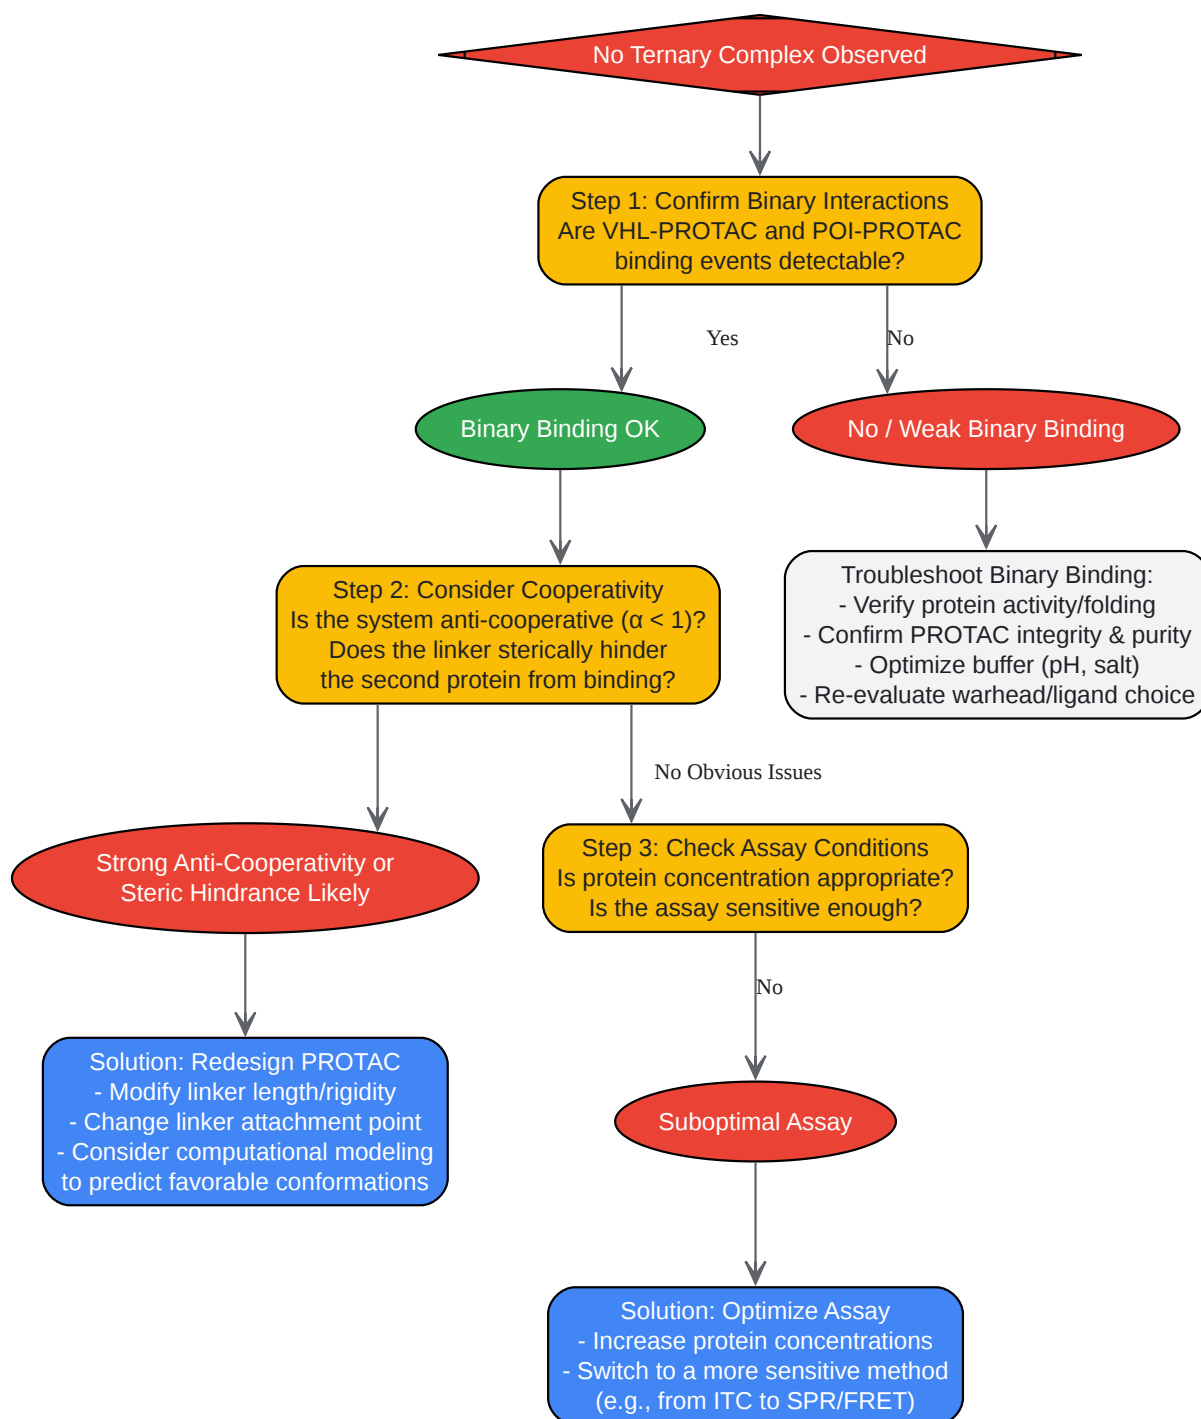 No Ternary Complex Observed
Step 1: Confirm Binary Interactions
Are VHL-PROTAC and POI-PROTAC
binding events detectable?
Yes
No
Binary Binding OK
No / Weak Binary Binding
Step 2: Consider Cooperativity
Is the system anti-cooperative (α < 1)?
Does the linker sterically hinder
the second protein from binding?
Troubleshoot Binary Binding:
- Verify protein activity/folding
- Confirm PROTAC integrity & purity
- Optimize buffer (pH, salt)
- Re-evaluate warhead/ligand choice
No Obvious Issues
Strong Anti-Cooperativity or
Steric Hindrance Likely
Step 3: Check Assay Conditions
Is protein concentration appropriate?
Is the assay sensitive enough?
No
Solution: Redesign PROTAC
- Modify linker length/rigidity
- Change linker attachment point
- Consider computational modeling
to predict favorable conformations
Suboptimal Assay
Solution: Optimize Assay
- Increase protein concentrations
- Switch to a more sensitive method
(e.g., from ITC to SPR/FRET)